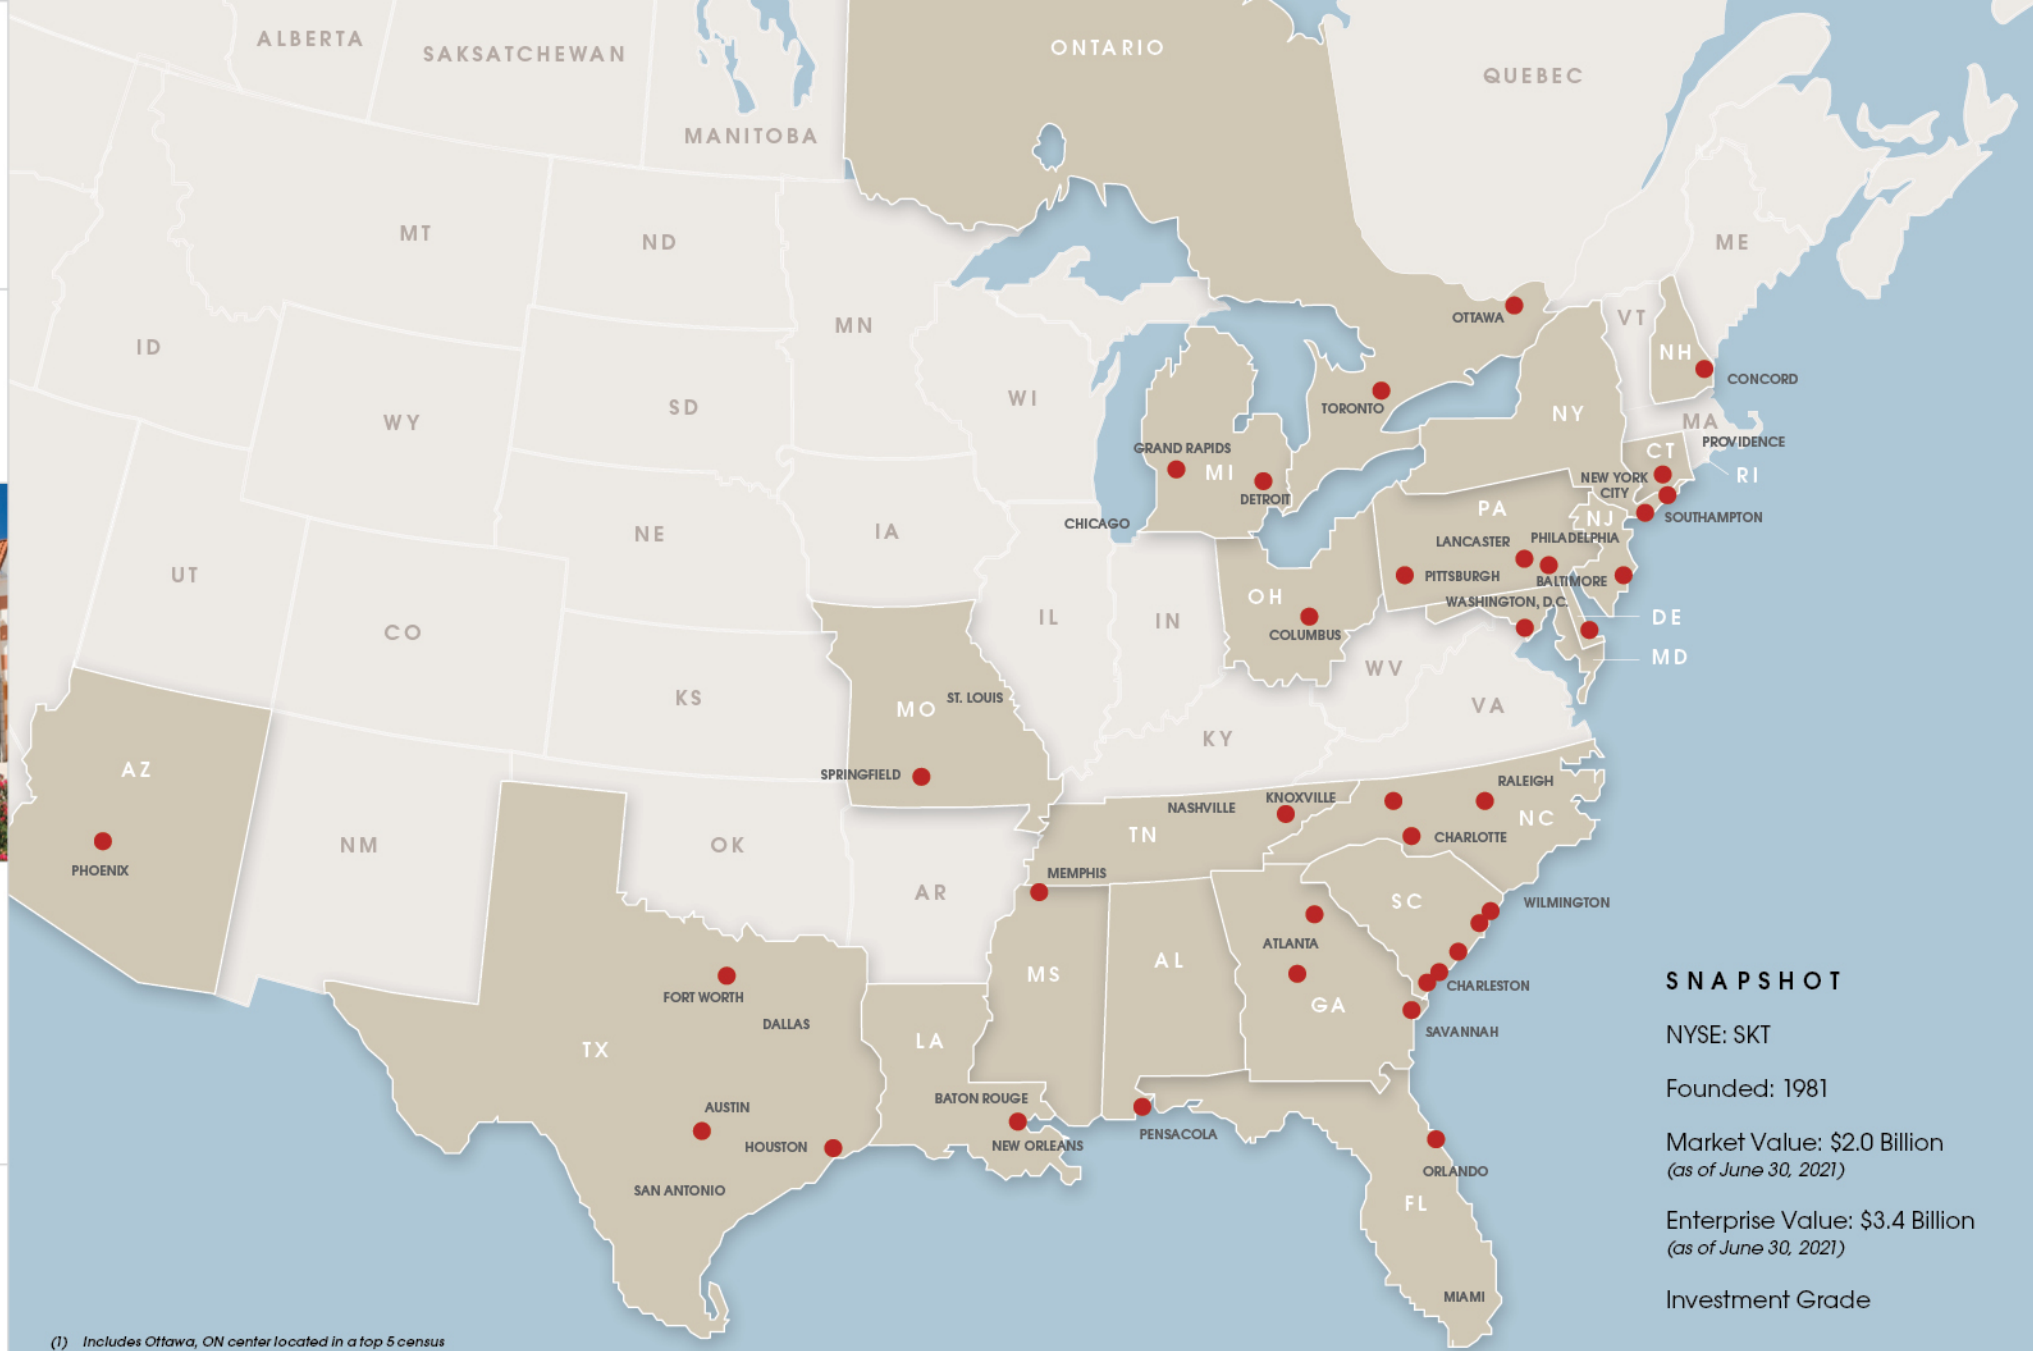 ALBERTA
SAKSATCHEWAN
MANITOBA
ONTARIO
QUEBEC
MT
ND
MN
ID
WY
SD
WI
ME
VT
NH
OTTAWA
CONCORD
TORONTO
NY
MA
PROVIDENCE
CT
RI
GRAND RAPIDS
MI
DETROIT
CHICAGO
NEW YORK
CITY
SOUTHAMPTON
PA
NJ
LANCASTER
PHILADELPHIA
PITTSBURGH
BALTIMORE
WASHINGTON, D.C.
DE
MD
NE
IA
UT
CO
IL
IN
OH
COLUMBUS
WV
VA
KS
MO
ST. LOUIS
KY
SPRINGFIELD
AZ
PHOENIX
NM
OK
AR
NASHVILLE
KNOXVILLE
TN
MEMPHIS
RALEIGH
NC
CHARLOTTE
SC
WILMINGTON
ATLANTA
GA
CHARLESTON
SAVANNAH
MS
AL
FORT WORTH
DALLAS
TX
LA
AUSTIN
HOUSTON
SAN ANTONIO
BATON ROUGE
NEW ORLEANS
PENSACOLA
ORLANDO
FL
MIAMI
SNAPSHOT
NYSE: SKT
Founded: 1981
Market Value: $2.0 Billion
(as of June 30, 2021)
Enterprise Value: $3.4 Billion
(as of June 30, 2021)
Investment Grade
(1) Includes Ottawa, ON center located in a top 5 census